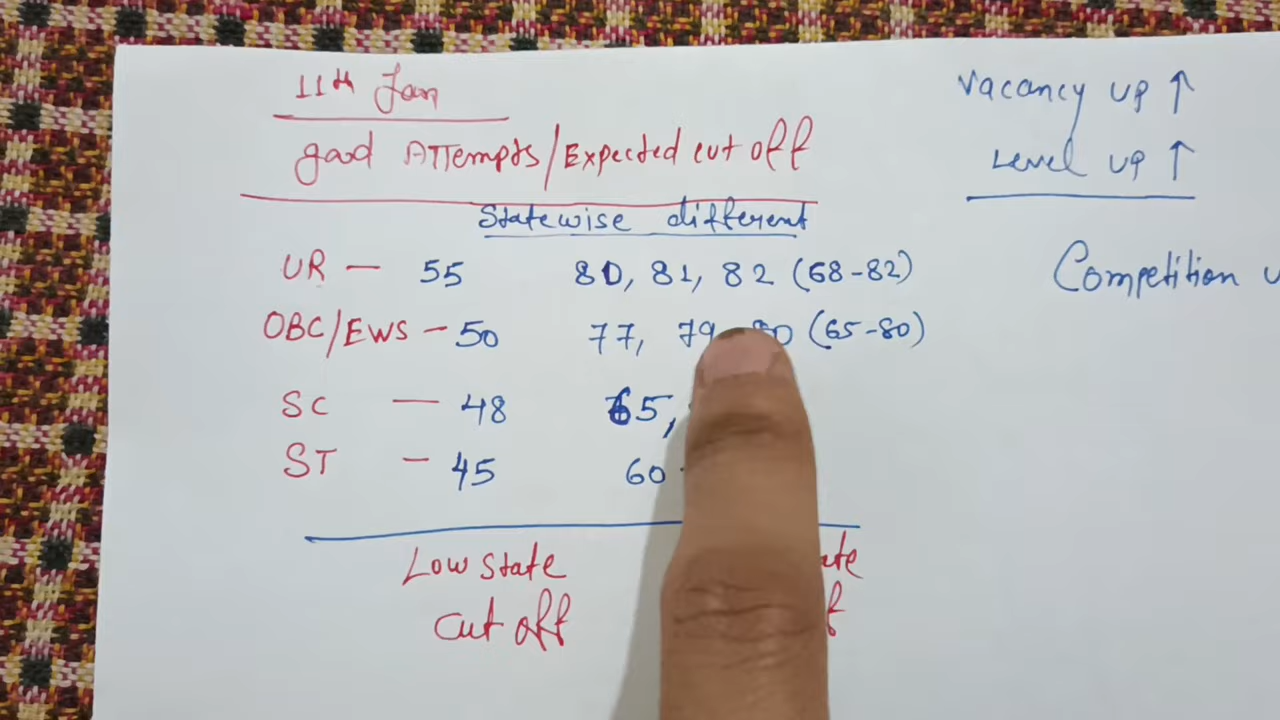 11th Jan
good Attempts/Expected cut off
Statewise different
UR - 55 80, 81, 82 (68-82)
OBC/EWS - 50 77, 79 80 (65-80)
SC - 48 65,
ST - 45 60
Low state
cut off
Vacancy up ↑
Level up ↑
Competition